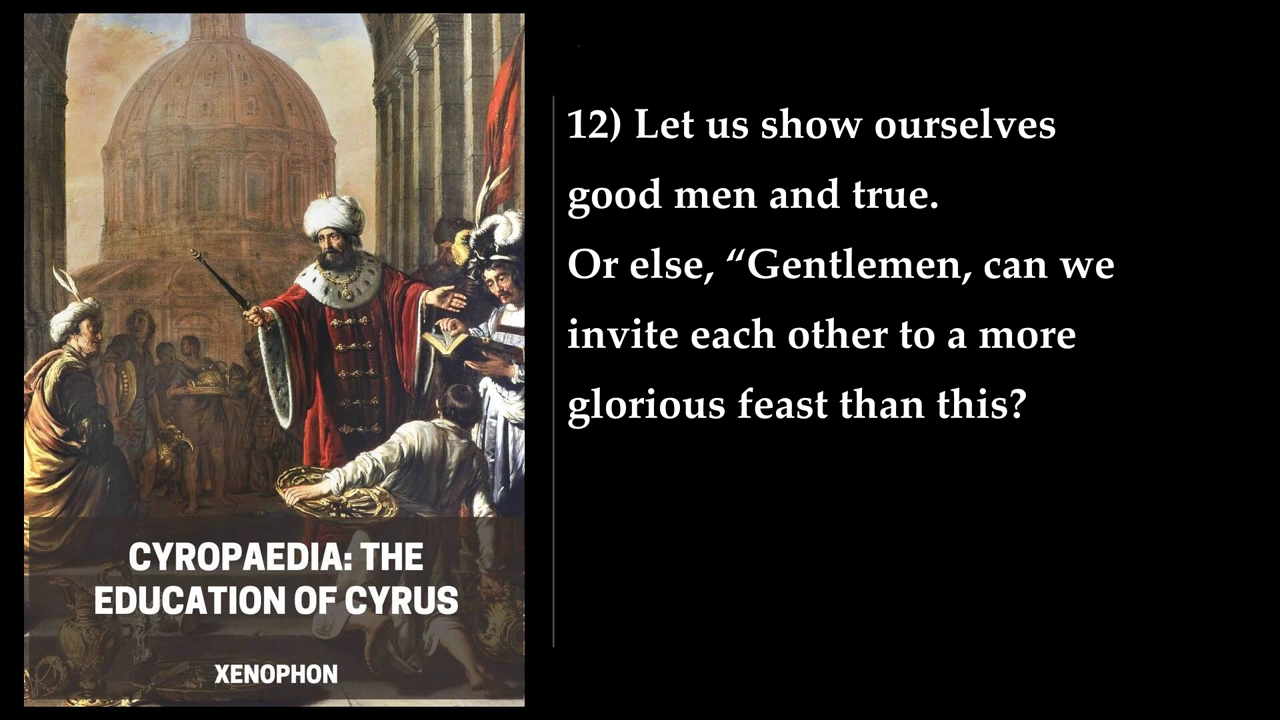 12) Let us show ourselves
good men and true.
Or else, “Gentlemen, can we
invite each other to a more
glorious feast than this?
CYROPAEDIA: THE
EDUCATION OF CYRUS
XENOPHON